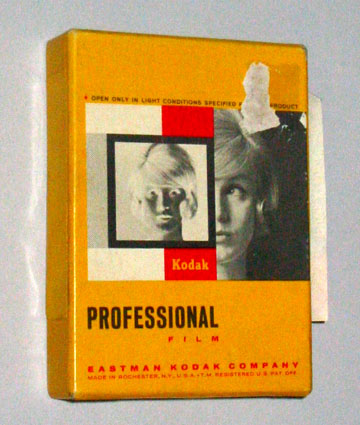 OPEN ONLY IN LIGHT CONDITIONS SPECIFIED PRODUCT
Kodak
PROFESSIONAL
FILM
EASTMAN KODAK COMPANY
MADE IN ROCHESTER, N.Y., U.S.A. • T.M. REGISTERED U.S. PAT. OFF.